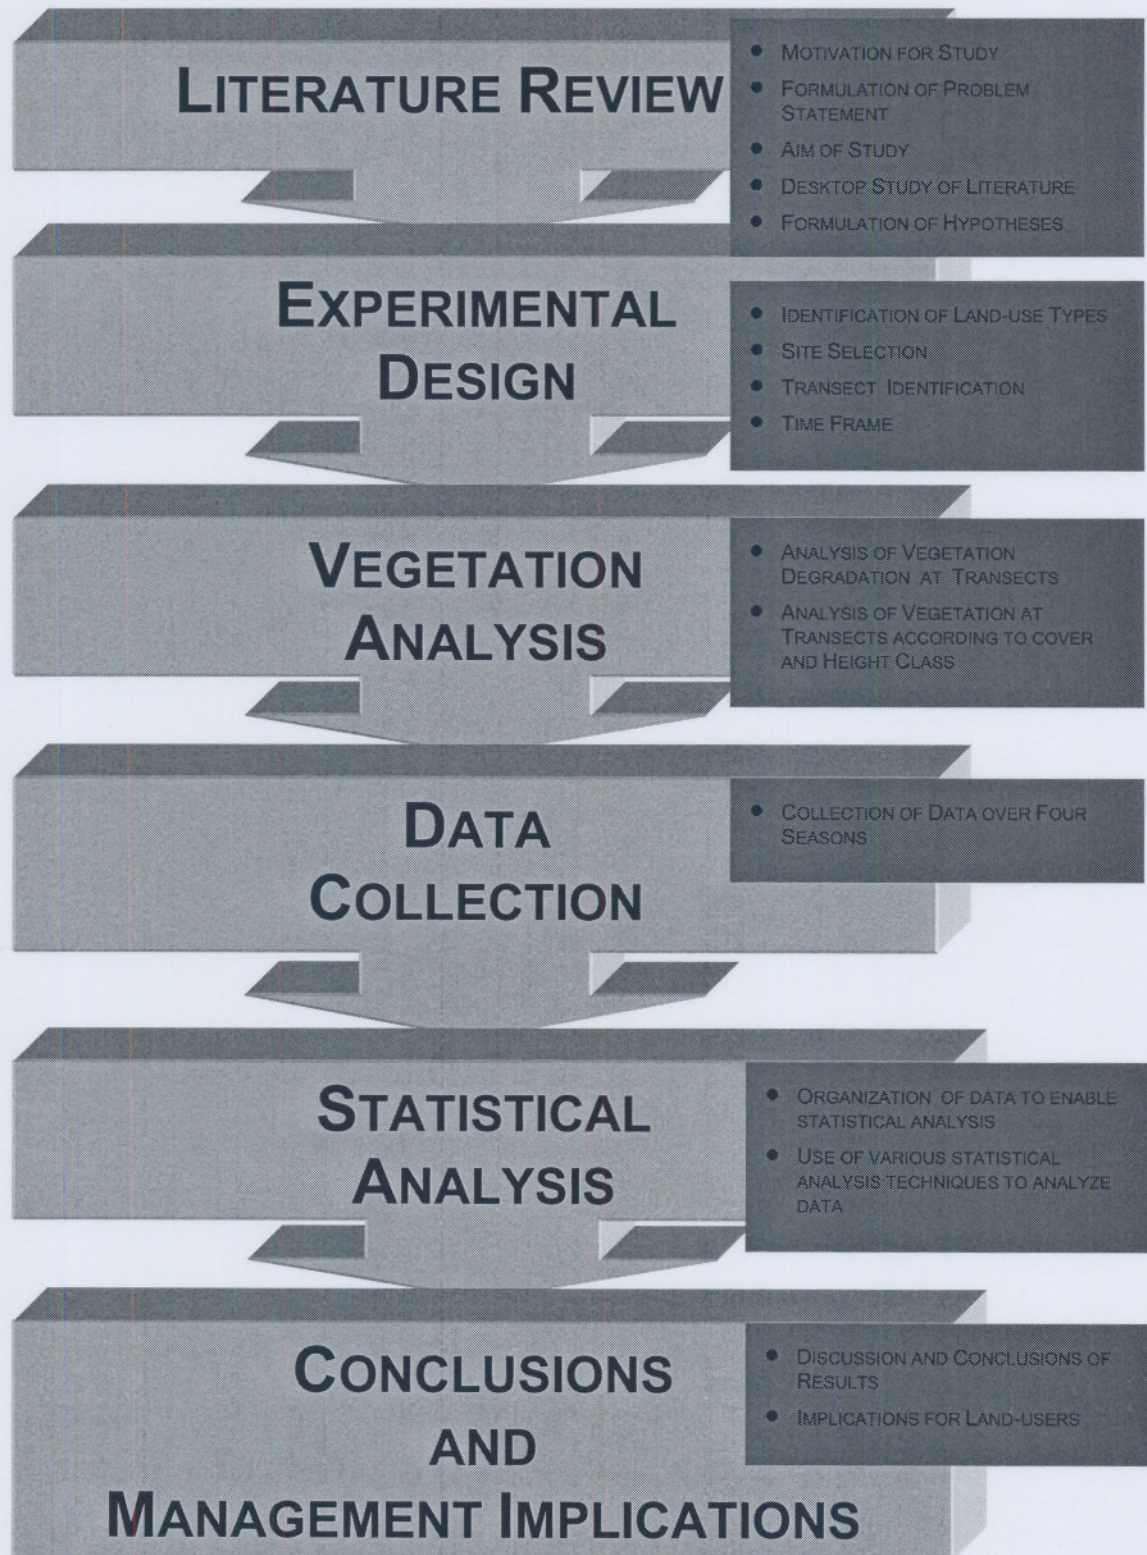 LITERATURE REVIEW
• MOTIVATION FOR STUDY
• FORMULATION OF PROBLEM
STATEMENT
• AIM OF STUDY
• DESKTOP STUDY OF LITERATURE
• FORMULATION OF HYPOTHESES
EXPERIMENTAL
DESIGN
• IDENTIFICATION OF LAND-USE TYPES
• SITE SELECTION
• TRANSECT IDENTIFICATION
• TIME FRAME
VEGETATION
ANALYSIS
• ANALYSIS OF VEGETATION
DEGRADATION AT TRANSECTS
• ANALYSIS OF VEGETATION AT
TRANSECTS ACCORDING TO COVER
AND HEIGHT CLASS
DATA
COLLECTION
• COLLECTION OF DATA OVER FOUR
SEASONS
STATISTICAL
ANALYSIS
• ORGANIZATION OF DATA TO ENABLE
STATISTICAL ANALYSIS
• USE OF VARIOUS STATISTICAL
ANALYSIS TECHNIQUES TO ANALYZE
DATA
CONCLUSIONS
AND
MANAGEMENT IMPLICATIONS
• DISCUSSION AND CONCLUSIONS OF
RESULTS
• IMPLICATIONS FOR LAND-USERS